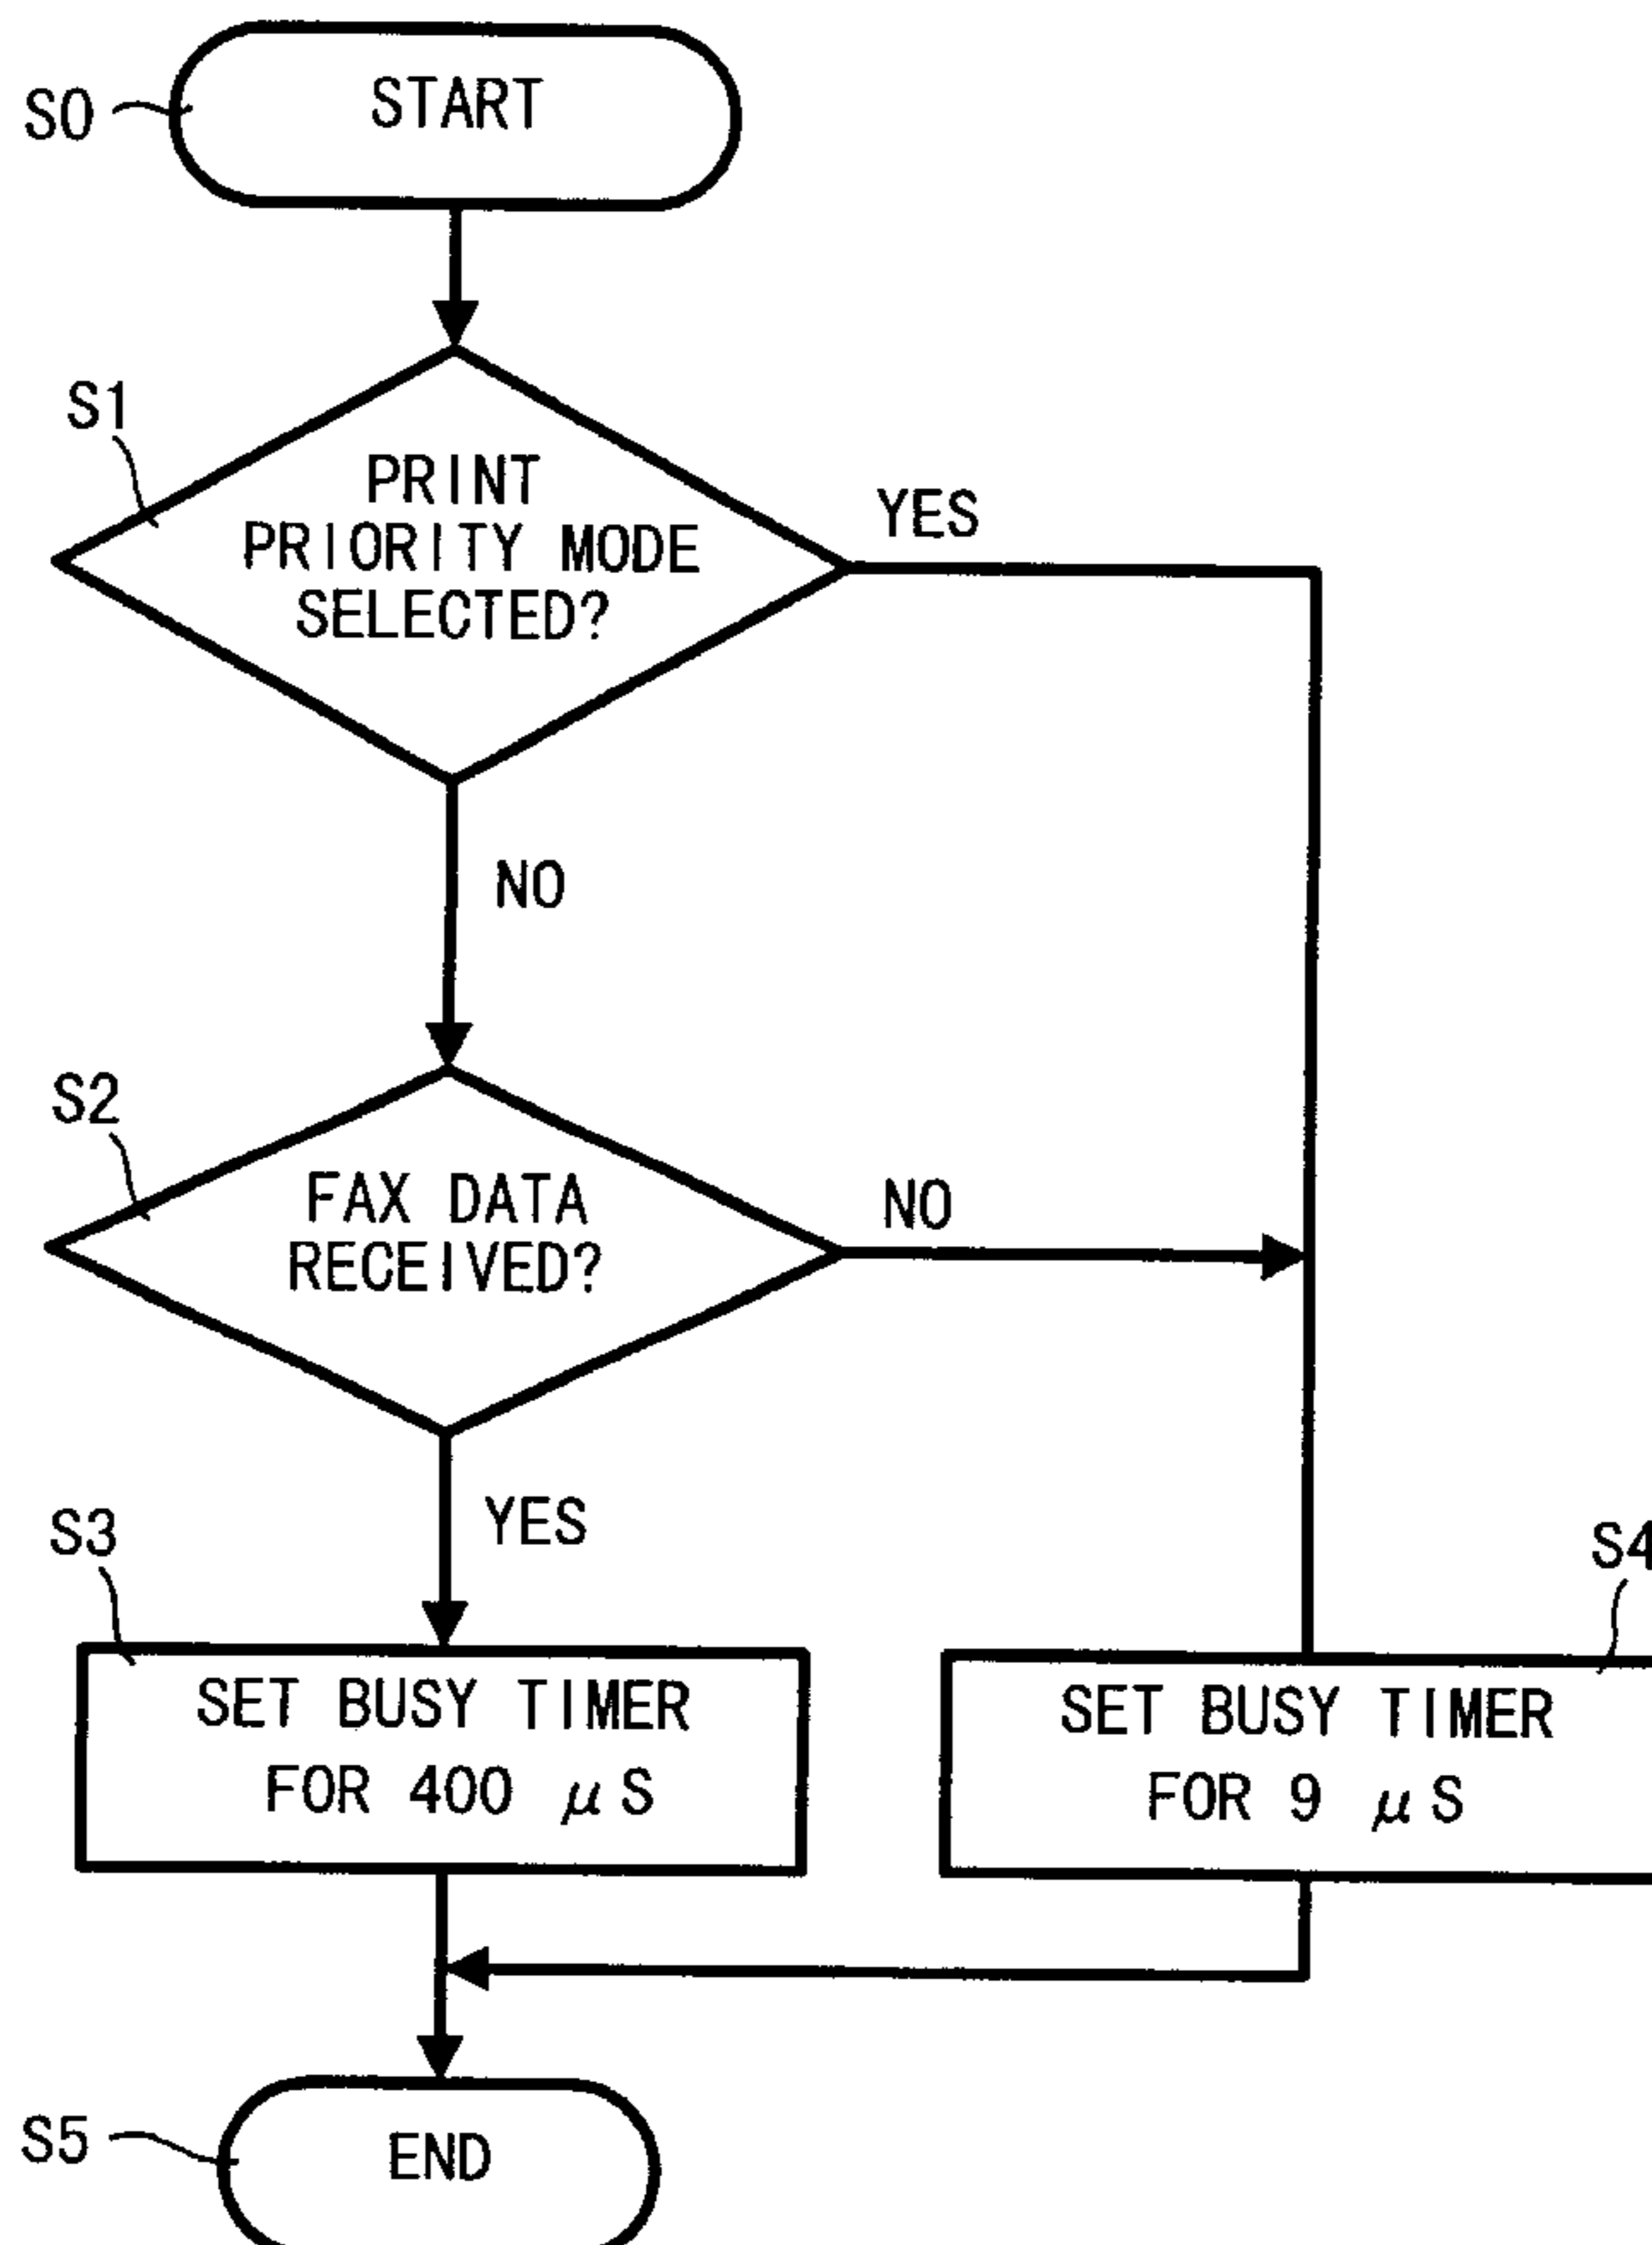 S0
START
S1
PRINT
PRIORITY MODE
SELECTED?
YES
NO
S2
FAX DATA
RECEIVED?
NO
YES
S3
S4
SET BUSY TIMER
FOR 400 μS
SET BUSY TIMER
FOR 9 μS
S5
END